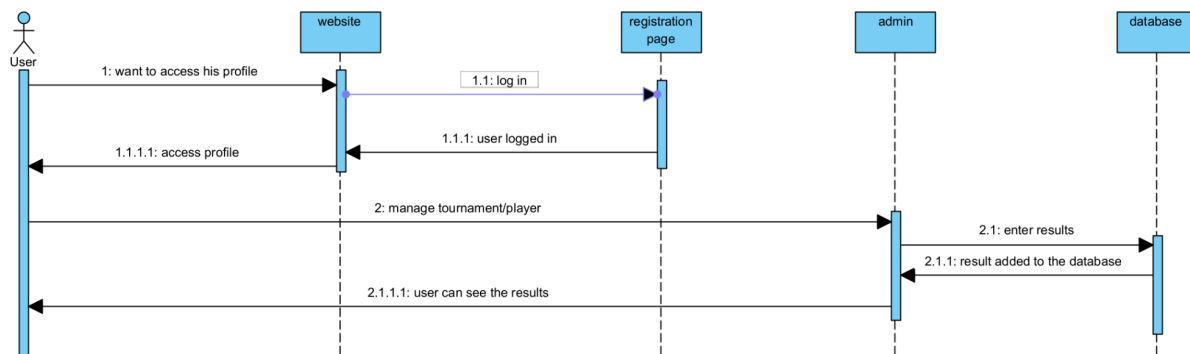 website
registration
page
admin
database
User
1: want to access his profile
1.1: log in
1.1.1: user logged in
1.1.1.1: access profile
2: manage tournament/player
2.1: enter results
2.1.1: result added to the database
2.1.1.1: user can see the results